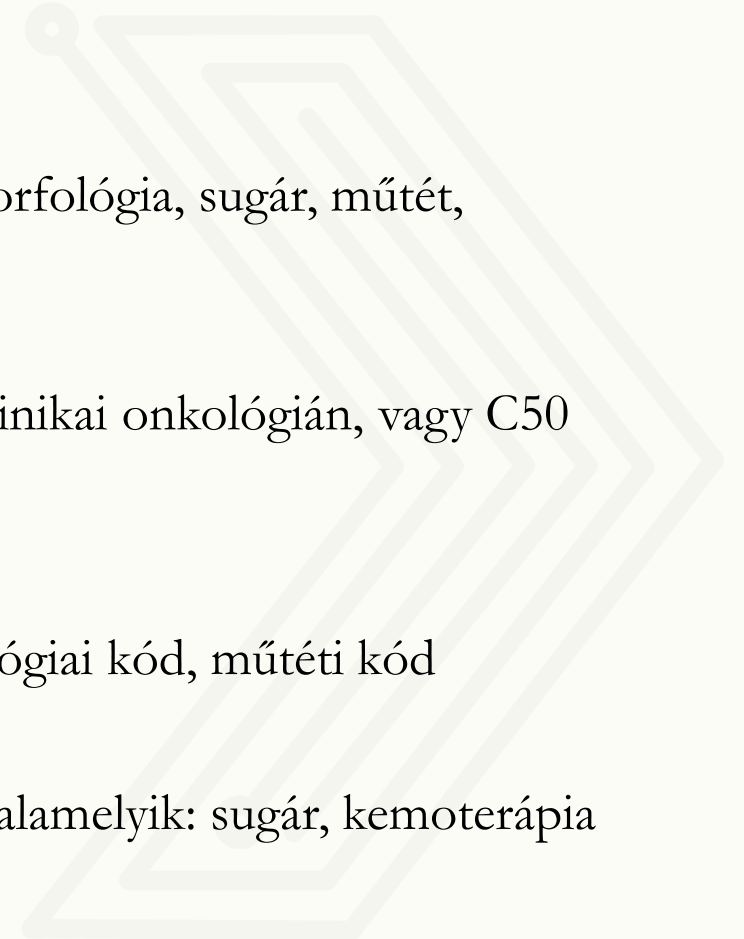 orfológia, sugár, műtét,
inikai onkológián, vagy C50
ógiai kód, műtéti kód
alamelyik: sugár, kemoterápia